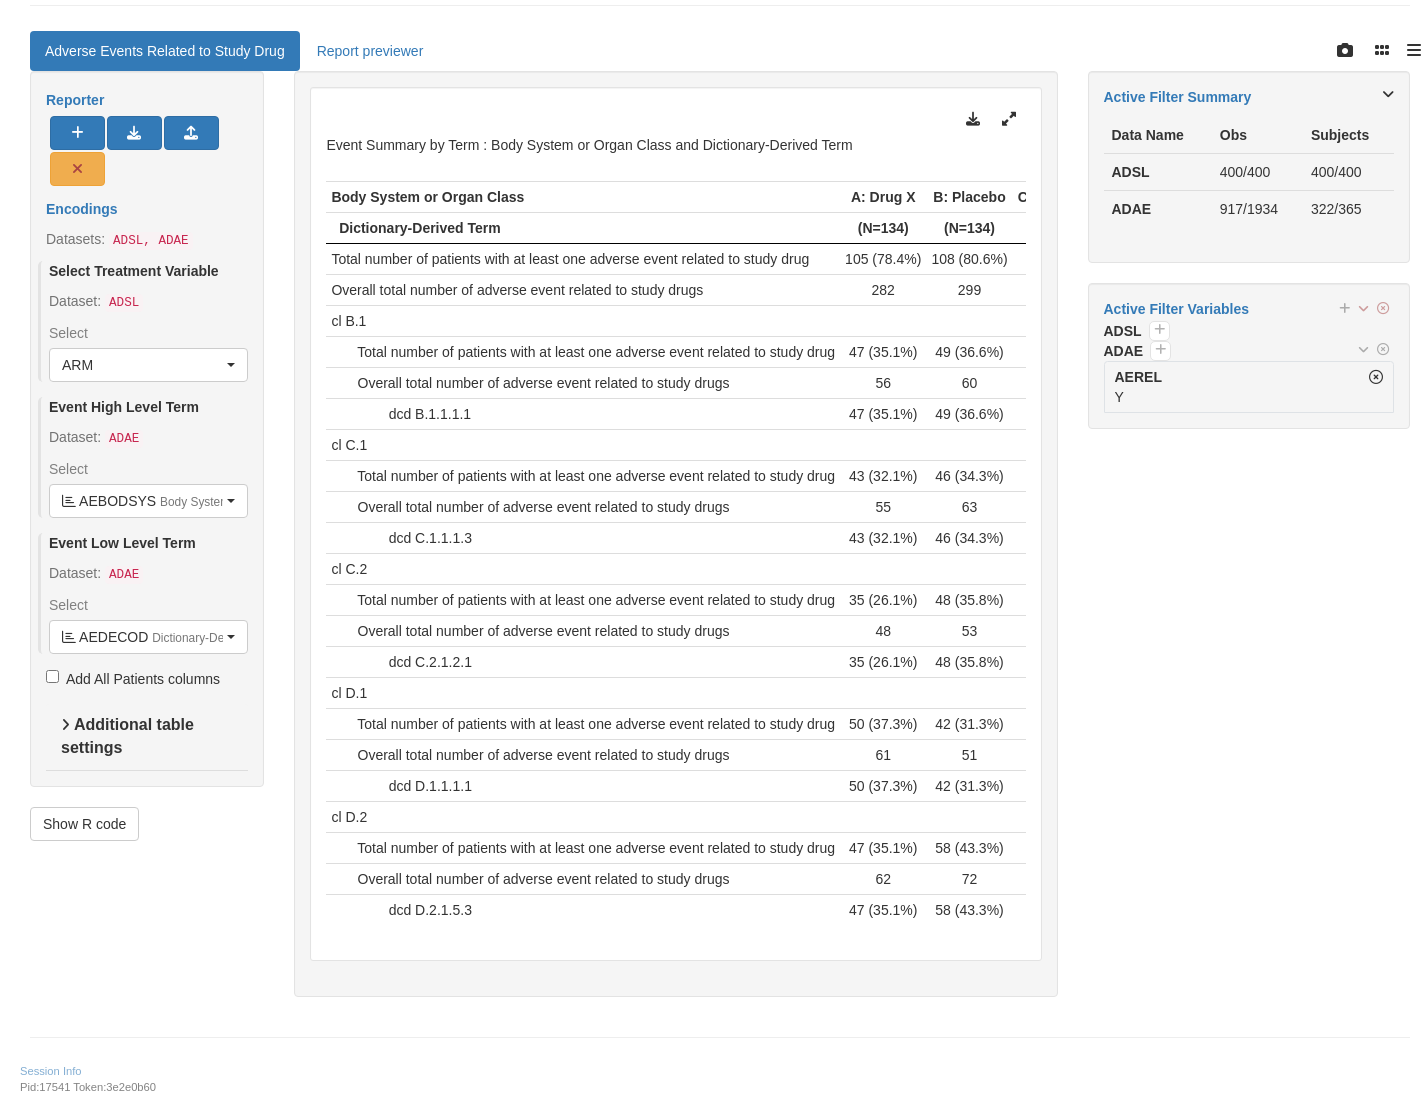 Adverse Events Related to Study Drug
Report previewer
Reporter
Encodings
Datasets: ADSL, ADAE
Select Treatment Variable
Dataset: ADSL
Select
ARM
Event High Level Term
Dataset: ADAE
Select
AEBODSYS Body System
Event Low Level Term
Dataset: ADAE
Select
AEDECOD Dictionary-De
Add All Patients columns
Additional table
settings
Show R code
Event Summary by Term : Body System or Organ Class and Dictionary-Derived Term
Body System or Organ Class A: Drug X B: Placebo C
Dictionary-Derived Term (N=134) (N=134)
Total number of patients with at least one adverse event related to study drug 105 (78.4%) 108 (80.6%)
Overall total number of adverse event related to study drugs 282 299
cl B.1
Total number of patients with at least one adverse event related to study drug 47 (35.1%) 49 (36.6%)
Overall total number of adverse event related to study drugs 56 60
dcd B.1.1.1.1 47 (35.1%) 49 (36.6%)
cl C.1
Total number of patients with at least one adverse event related to study drug 43 (32.1%) 46 (34.3%)
Overall total number of adverse event related to study drugs 55 63
dcd C.1.1.1.3 43 (32.1%) 46 (34.3%)
cl C.2
Total number of patients with at least one adverse event related to study drug 35 (26.1%) 48 (35.8%)
Overall total number of adverse event related to study drugs 48 53
dcd C.2.1.2.1 35 (26.1%) 48 (35.8%)
cl D.1
Total number of patients with at least one adverse event related to study drug 50 (37.3%) 42 (31.3%)
Overall total number of adverse event related to study drugs 61 51
dcd D.1.1.1.1 50 (37.3%) 42 (31.3%)
cl D.2
Total number of patients with at least one adverse event related to study drug 47 (35.1%) 58 (43.3%)
Overall total number of adverse event related to study drugs 62 72
dcd D.2.1.5.3 47 (35.1%) 58 (43.3%)
Active Filter Summary
Data Name Obs Subjects
ADSL 400/400 400/400
ADAE 917/1934 322/365
Active Filter Variables
ADSL
ADAE
AEREL
Y
Session Info
Pid:17541 Token:3e2e0b60